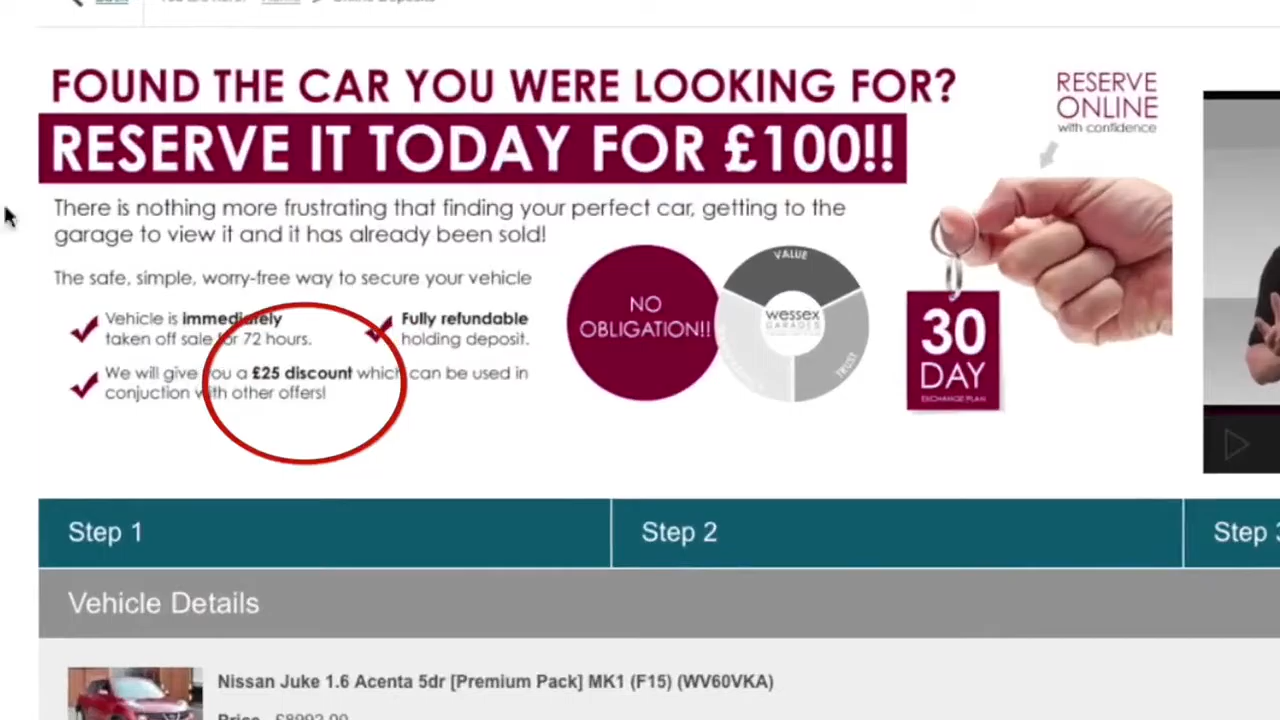 FOUND THE CAR YOU WERE LOOKING FOR?
RESERVE IT TODAY FOR £100!!
There is nothing more frustrating that finding your perfect car, getting to the
garage to view it and it has already been sold!
The safe, simple, worry-free way to secure your vehicle
Vehicle is immediately
taken off sale for 72 hours.
Fully refundable
holding deposit.
We will give you a £25 discount which can be used in
conjuction with other offers!
NO
OBLIGATION!!
VALUE
wessex
GARAGES
TRUST
RESERVE
ONLINE
with confidence
30
DAY
EXCHANGE PLAN
Step 1
Step 2
Step
Vehicle Details
Nissan Juke 1.6 Acenta 5dr [Premium Pack] MK1 (F15) (WV60VKA)
Price